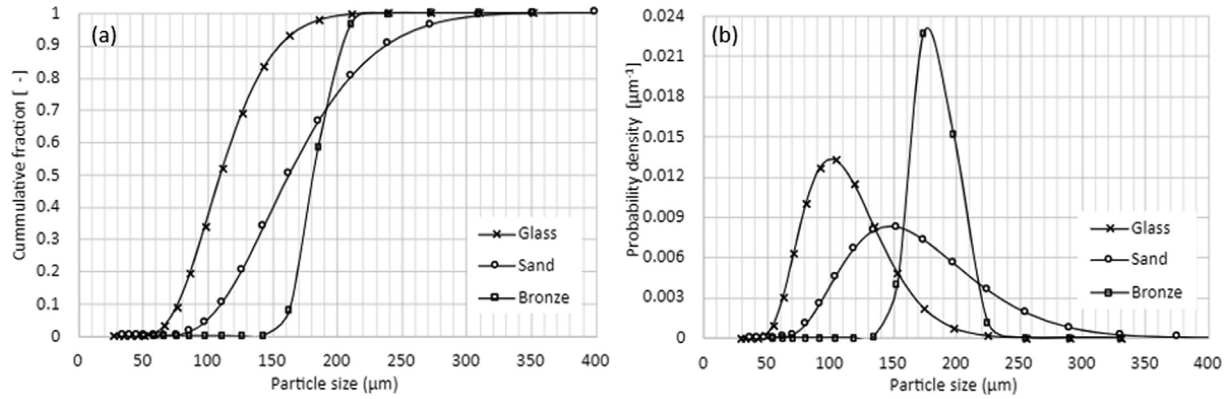 (a)
Cummulative fraction [ -]
1
0.9
0.8
0.7
0.6
0.5
0.4
0.3
0.2
0.1
0
0 50 100 150 200 250 300 350 400
Particle size (µm)
Glass
Sand
Bronze
(b)
Probability density [µm⁻¹]
0.024
0.021
0.018
0.015
0.012
0.009
0.006
0.003
0
0 50 100 150 200 250 300 350 400
Particle size (µm)
Glass
Sand
Bronze